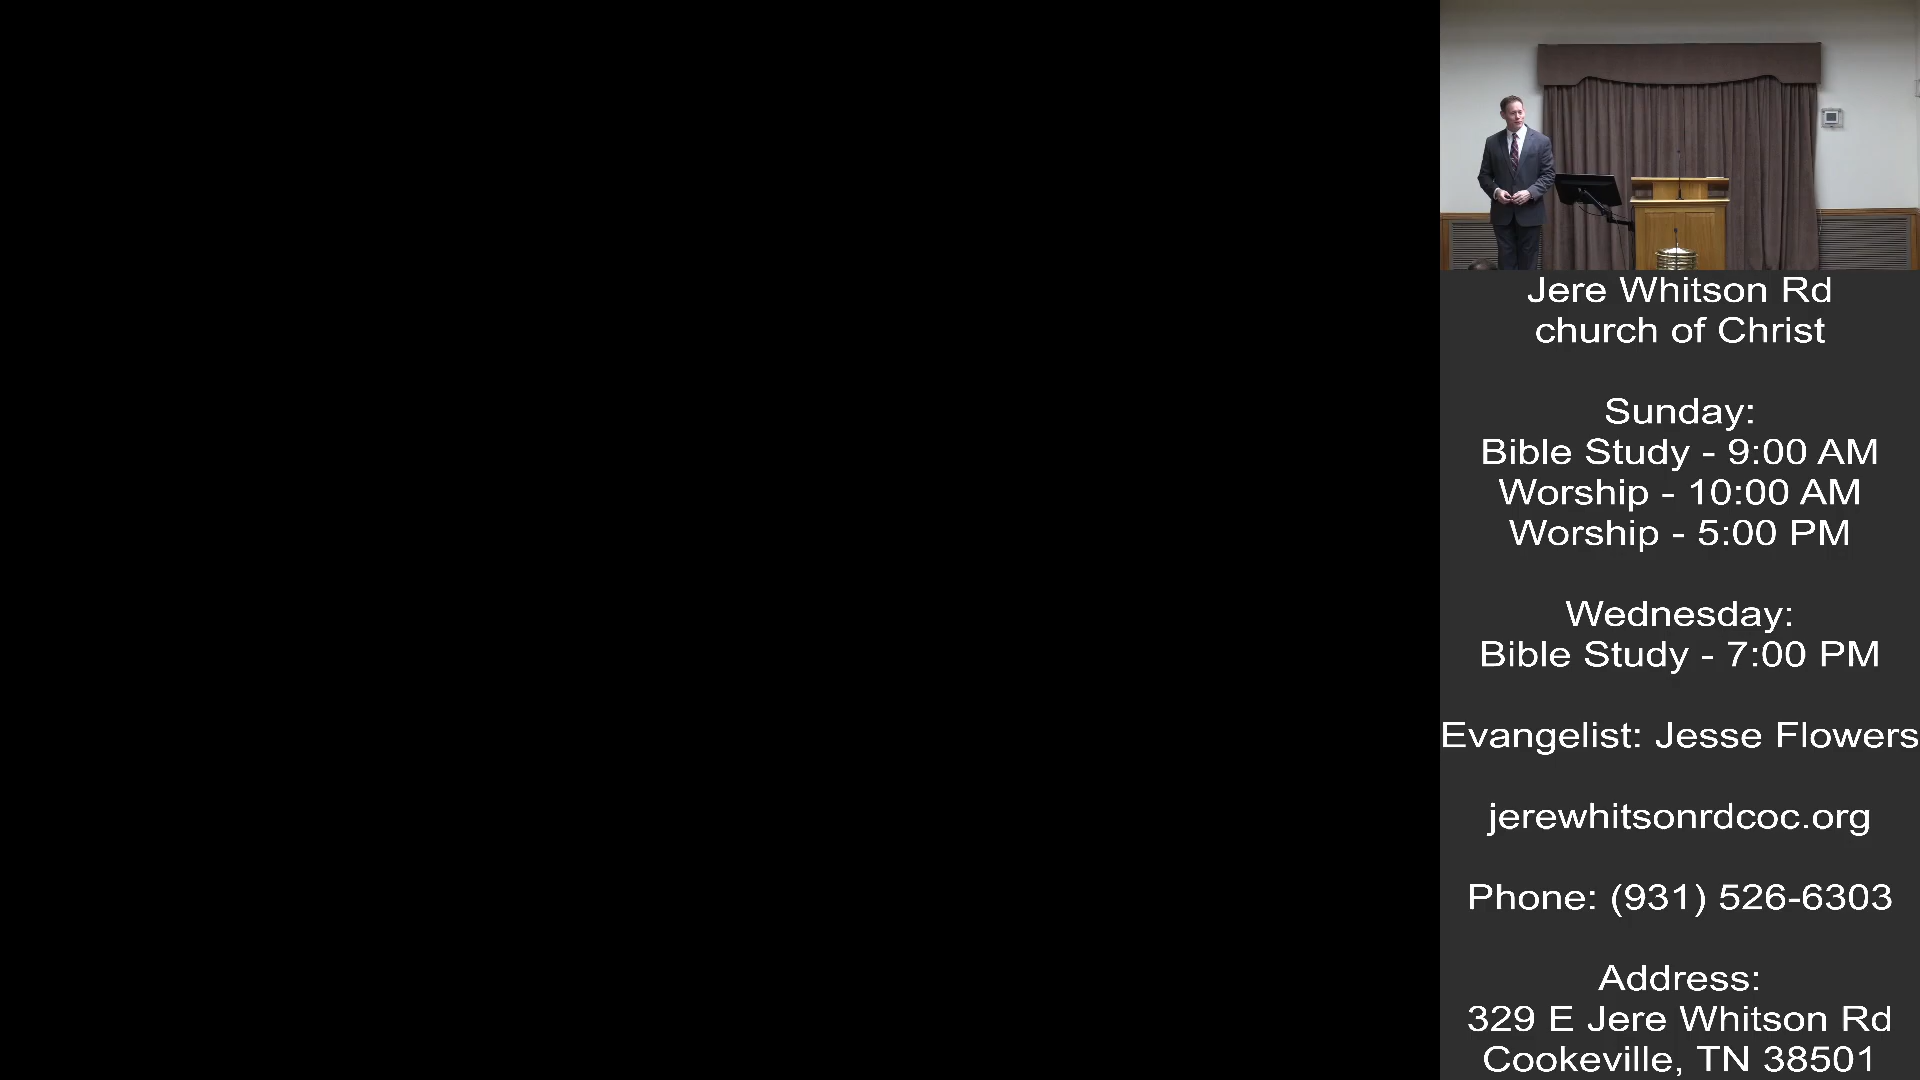 Jere Whitson Rd
church of Christ
Sunday:
Bible Study - 9:00 AM
Worship - 10:00 AM
Worship - 5:00 PM
Wednesday:
Bible Study - 7:00 PM
Evangelist: Jesse Flowers
jerewhitsonrdcoc.org
Phone: (931) 526-6303
Address:
329 E Jere Whitson Rd
Cookeville, TN 38501